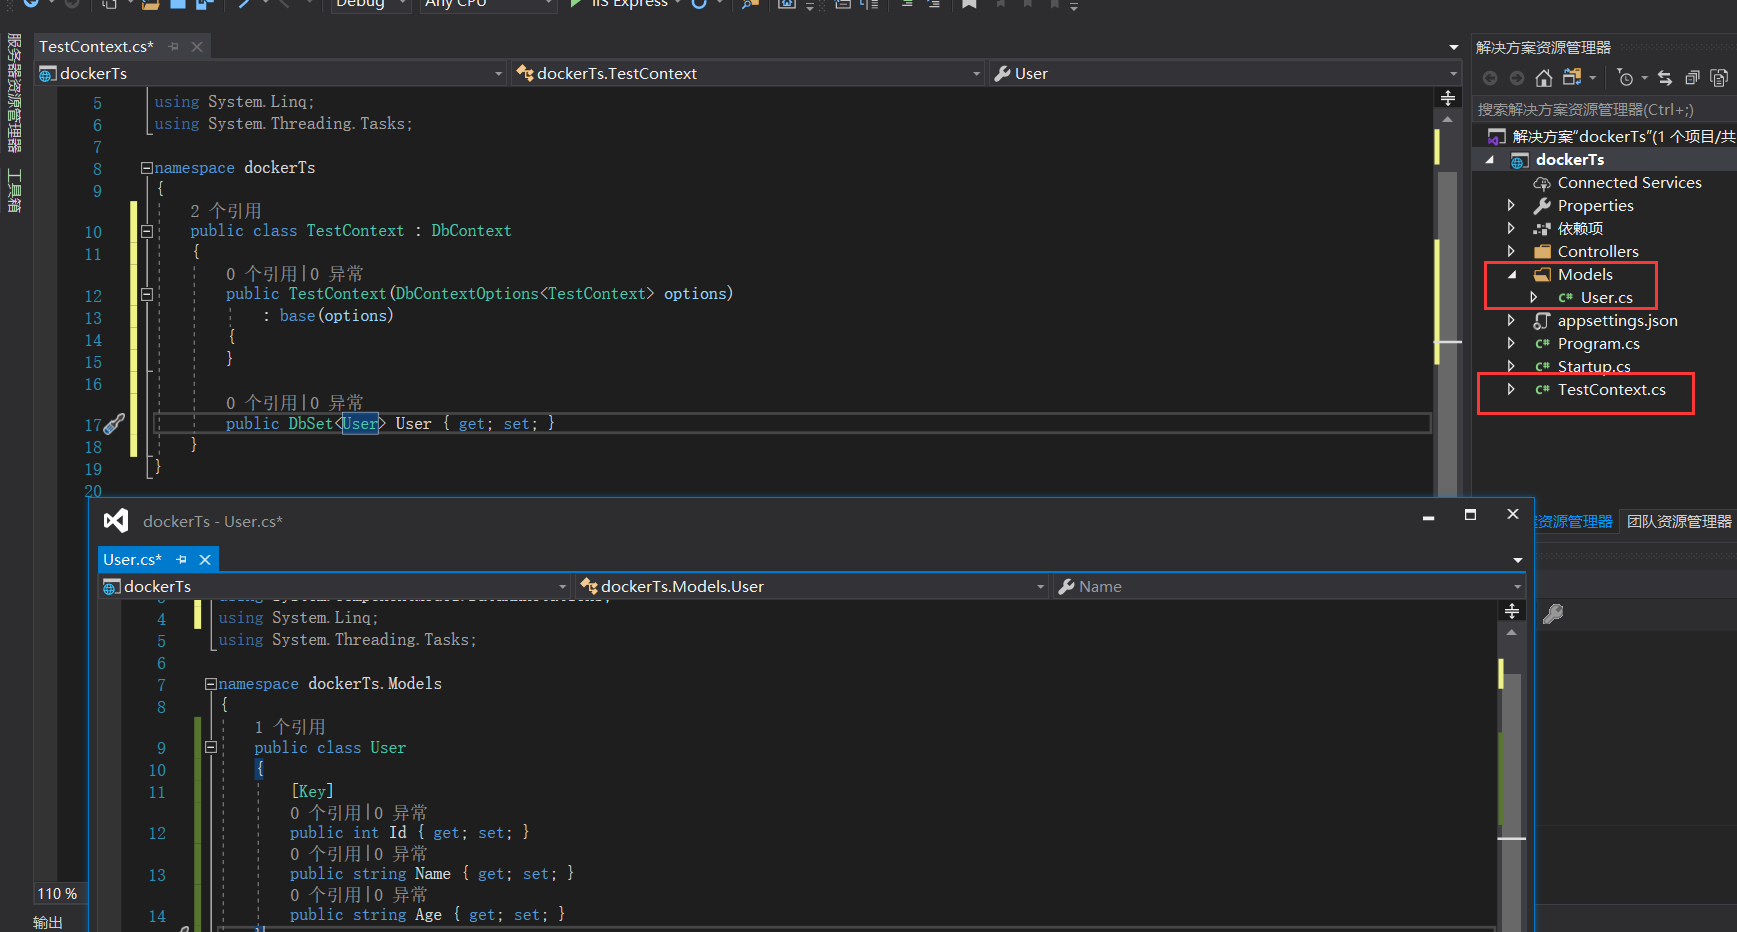 Debug Any CPU IIS Express
服务器资源管理器
工具箱
TestContext.cs*
dockerTs dockerTs.TestContext User
5 using System.Linq;
6 using System.Threading.Tasks;
7
8 namespace dockerTs
9 {
2 个引用
10 public class TestContext : DbContext
11 {
0 个引用|0 异常
12 public TestContext(DbContextOptions<TestContext> options)
13 : base(options)
14 {
15 }
16
0 个引用|0 异常
17 public DbSet<User> User { get; set; }
18 }
19 }
20
dockerTs - User.cs*
User.cs*
dockerTs dockerTs.Models.User Name
4 using System.Linq;
5 using System.Threading.Tasks;
6
7 namespace dockerTs.Models
8 {
1 个引用
9 public class User
10 {
11 [Key]
0 个引用|0 异常
12 public int Id { get; set; }
0 个引用|0 异常
13 public string Name { get; set; }
0 个引用|0 异常
14 public string Age { get; set; }
110 %
输出
解决方案资源管理器
搜索解决方案资源管理器(Ctrl+;)
解决方案"dockerTs"(1 个项目/共
dockerTs
Connected Services
Properties
依赖项
Controllers
Models
C# User.cs
appsettings.json
C# Program.cs
C# Startup.cs
C# TestContext.cs
资源管理器 团队资源管理器